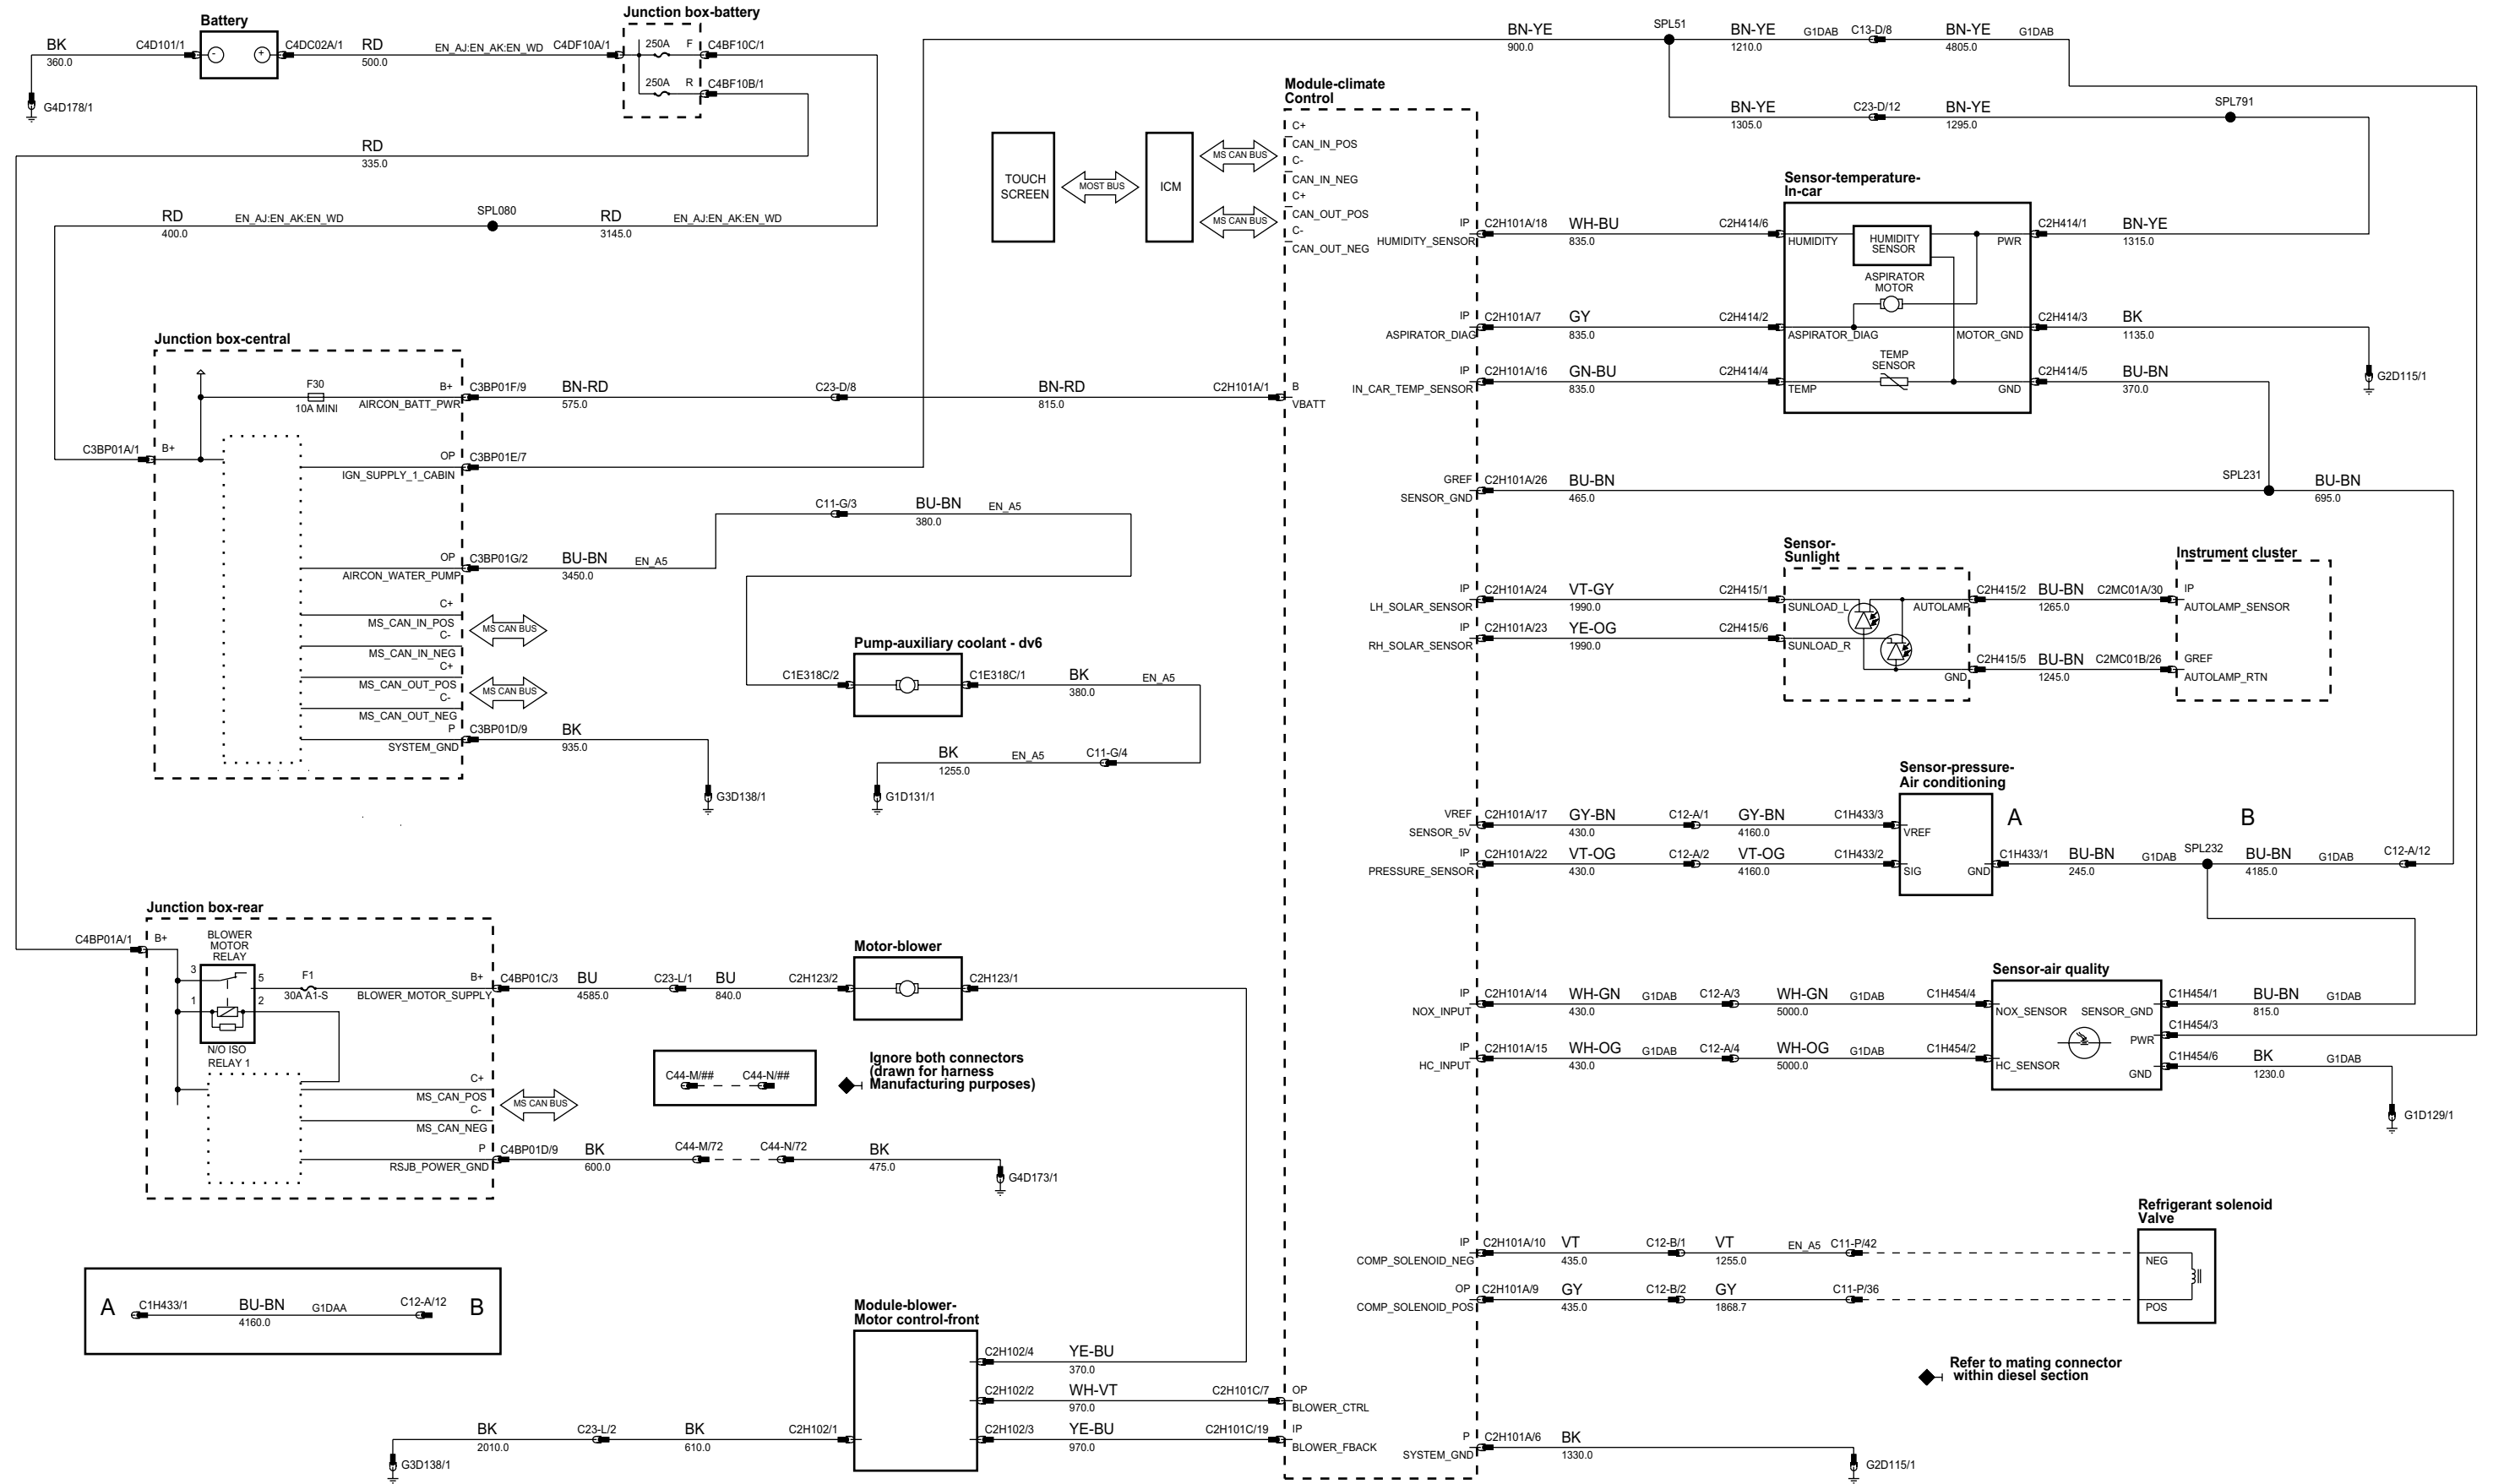 Battery
BK
360.0
C4D101/1
-
+
C4DC02A/1
RD
500.0
EN_AJ:EN_AK:EN_WD
C4DF10A/1
G4D178/1
Junction box-battery
250A F
C4BF10C/1
250A R
C4BF10B/1
RD
335.0
RD
400.0
EN_AJ:EN_AK:EN_WD
SPL080
RD
3145.0
EN_AJ:EN_AK:EN_WD
BN-YE
900.0
SPL51
BN-YE
1210.0
G1DAB
C13-D/8
BN-YE
4805.0
G1DAB
BN-YE
1305.0
C23-D/12
BN-YE
1295.0
SPL791
TOUCH
SCREEN
MOST BUS
ICM
MS CAN BUS
MS CAN BUS
Module-climate
Control
C+
CAN_IN_POS
C-
CAN_IN_NEG
C+
CAN_OUT_POS
C-
CAN_OUT_NEG
IP
HUMIDITY_SENSOR
C2H101A/18
WH-BU
835.0
C2H414/6
IP
ASPIRATOR_DIAG
C2H101A/7
GY
835.0
C2H414/2
IP
IN_CAR_TEMP_SENSOR
C2H101A/16
GN-BU
835.0
C2H414/4
Sensor-temperature-
In-car
HUMIDITY
HUMIDITY
SENSOR
PWR
ASPIRATOR
MOTOR
ASPIRATOR_DIAG
MOTOR_GND
TEMP
SENSOR
TEMP
GND
C2H414/1
BN-YE
1315.0
C2H414/3
BK
1135.0
C2H414/5
BU-BN
370.0
G2D115/1
Junction box-central
F30
10A MINI
B+
AIRCON_BATT_PWR
C3BP01F/9
BN-RD
575.0
C23-D/8
BN-RD
815.0
C2H101A/1
B
VBATT
C3BP01A/1
B+
OP
IGN_SUPPLY_1_CABIN
C3BP01E/7
OP
AIRCON_WATER_PUMP
C3BP01G/2
BU-BN
3450.0
EN_A5
C11-G/3
BU-BN
380.0
EN_A5
C+
MS_CAN_IN_POS
C-
MS_CAN_IN_NEG
C+
MS_CAN_OUT_POS
C-
MS_CAN_OUT_NEG
MS CAN BUS
MS CAN BUS
P
SYSTEM_GND
C3BP01D/9
BK
935.0
G3D138/1
Pump-auxiliary coolant - dv6
C1E318C/2
C1E318C/1
BK
380.0
EN_A5
BK
1255.0
EN_A5
C11-G/4
G1D131/1
GREF
SENSOR_GND
C2H101A/26
BU-BN
465.0
SPL231
BU-BN
695.0
IP
LH_SOLAR_SENSOR
C2H101A/24
VT-GY
1990.0
C2H415/1
IP
RH_SOLAR_SENSOR
C2H101A/23
YE-OG
1990.0
C2H415/6
Sensor-
Sunlight
SUNLOAD_L
AUTOLAMP
SUNLOAD_R
GND
C2H415/2
BU-BN
1265.0
C2MC01A/30
C2H415/5
BU-BN
1245.0
C2MC01B/26
Instrument cluster
IP
AUTOLAMP_SENSOR
GREF
AUTOLAMP_RTN
VREF
SENSOR_5V
C2H101A/17
GY-BN
430.0
C12-A/1
GY-BN
4160.0
C1H433/3
IP
PRESSURE_SENSOR
C2H101A/22
VT-OG
430.0
C12-A/2
VT-OG
4160.0
C1H433/2
Sensor-pressure-
Air conditioning
VREF
SIG
GND
A
B
C1H433/1
BU-BN
245.0
G1DAB
SPL232
BU-BN
4185.0
G1DAB
C12-A/12
Junction box-rear
C4BP01A/1
B+
BLOWER
MOTOR
RELAY
3
5
1
2
F1
30A A1-S
N/O ISO
RELAY 1
B+
BLOWER_MOTOR_SUPPLY
C4BP01C/3
BU
4585.0
C23-L/1
BU
840.0
C2H123/2
Motor-blower
C2H123/1
C+
MS_CAN_POS
C-
MS_CAN_NEG
MS CAN BUS
P
RSJB_POWER_GND
C4BP01D/9
BK
600.0
C44-M/72
C44-N/72
BK
475.0
G4D173/1
C44-M/##
C44-N/##
Ignore both connectors
(drawn for harness
Manufacturing purposes)
IP
NOX_INPUT
C2H101A/14
WH-GN
430.0
G1DAB
C12-A/3
WH-GN
5000.0
G1DAB
C1H454/4
IP
HC_INPUT
C2H101A/15
WH-OG
430.0
G1DAB
C12-A/4
WH-OG
5000.0
G1DAB
C1H454/2
Sensor-air quality
NOX_SENSOR
SENSOR_GND
PWR
HC_SENSOR
GND
C1H454/1
BU-BN
815.0
G1DAB
C1H454/3
C1H454/6
BK
1230.0
G1DAB
G1D129/1
IP
COMP_SOLENOID_NEG
C2H101A/10
VT
435.0
C12-B/1
VT
1255.0
EN_A5
C11-P/42
OP
COMP_SOLENOID_POS
C2H101A/9
GY
435.0
C12-B/2
GY
1868.7
C11-P/36
Refrigerant solenoid
Valve
NEG
POS
Refer to mating connector
within diesel section
A
C1H433/1
BU-BN
4160.0
G1DAA
C12-A/12
B
Module-blower-
Motor control-front
C2H102/4
YE-BU
370.0
C2H102/2
WH-VT
970.0
C2H101C/7
OP
BLOWER_CTRL
C2H102/3
YE-BU
970.0
C2H101C/19
IP
BLOWER_FBACK
BK
2010.0
C23-L/2
BK
610.0
C2H102/1
G3D138/1
P
SYSTEM_GND
C2H101A/6
BK
1330.0
G2D115/1